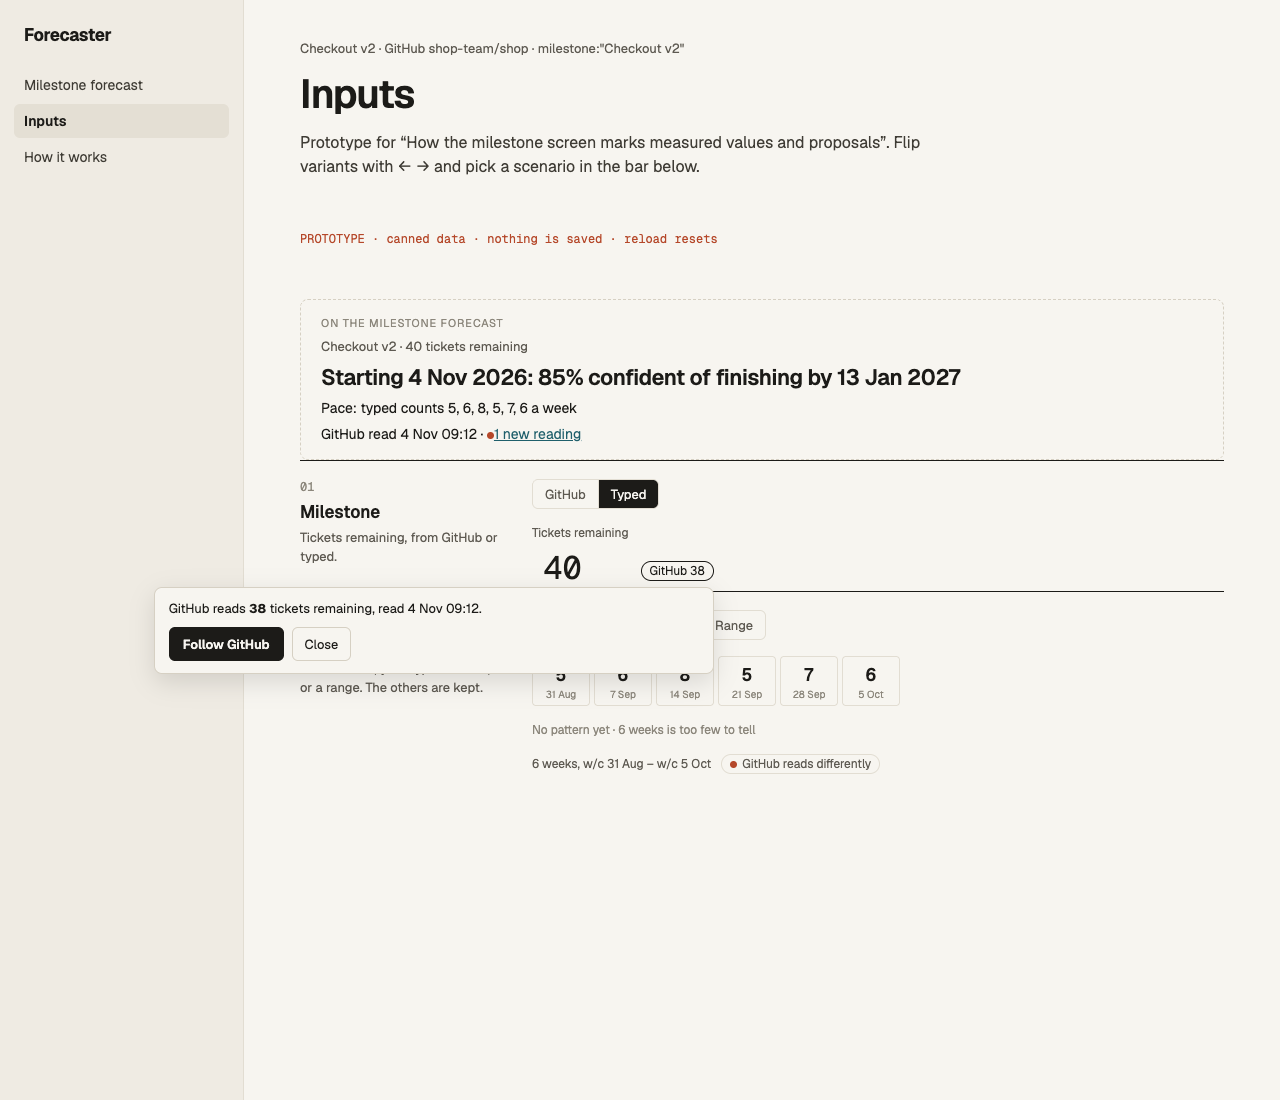 Forecaster
Milestone forecast
Inputs
How it works
Checkout v2 · GitHub shop-team/shop · milestone:"Checkout v2"
Inputs
Prototype for “How the milestone screen marks measured values and proposals”. Flip
variants with ← → and pick a scenario in the bar below.
PROTOTYPE · canned data · nothing is saved · reload resets
ON THE MILESTONE FORECAST
Checkout v2 · 40 tickets remaining
Starting 4 Nov 2026: 85% confident of finishing by 13 Jan 2027
Pace: typed counts 5, 6, 8, 5, 7, 6 a week
GitHub read 4 Nov 09:12 · 1 new reading
01
Milestone
Tickets remaining, from GitHub or
typed.
GitHub Typed
Tickets remaining
40 GitHub 38
GitHub reads 38 tickets remaining, read 4 Nov 09:12.
Follow GitHub Close
Range
or a range. The others are kept.
5 6 8 5 7 6
31 Aug 7 Sep 14 Sep 21 Sep 28 Sep 5 Oct
No pattern yet · 6 weeks is too few to tell
6 weeks, w/c 31 Aug – w/c 5 Oct GitHub reads differently